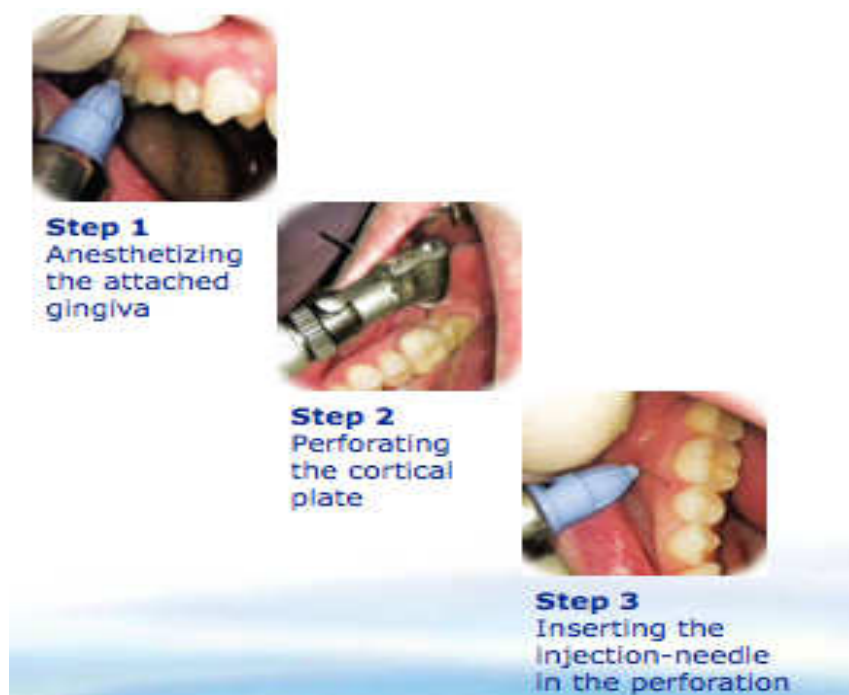 Step 1
Anesthetizing
the attached
gingiva
Step 2
Perforating
the cortical
plate
Step 3
Inserting the
injection-needle
in the perforation